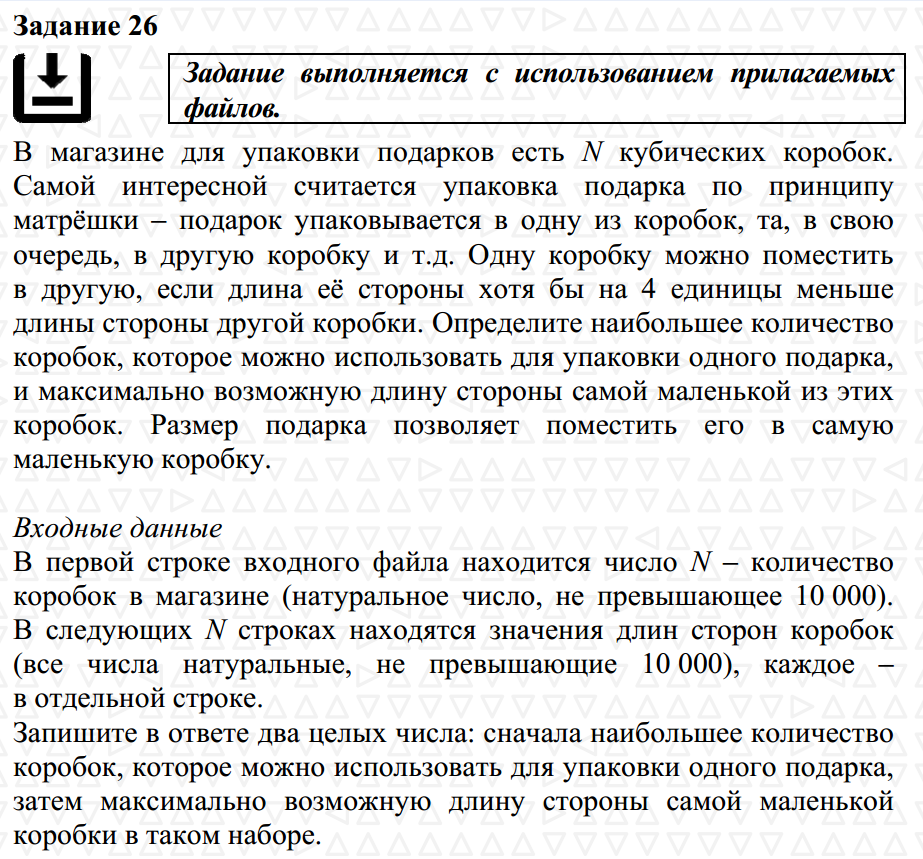 Задание 26
Задание выполняется с использованием прилагаемых
файлов.
В магазине для упаковки подарков есть N кубических коробок.
Самой интересной считается упаковка подарка по принципу
матрёшки – подарок упаковывается в одну из коробок, та, в свою
очередь, в другую коробку и т.д. Одну коробку можно поместить
в другую, если длина её стороны хотя бы на 4 единицы меньше
длины стороны другой коробки. Определите наибольшее количество
коробок, которое можно использовать для упаковки одного подарка,
и максимально возможную длину стороны самой маленькой из этих
коробок. Размер подарка позволяет поместить его в самую
маленькую коробку.
Входные данные
В первой строке входного файла находится число N – количество
коробок в магазине (натуральное число, не превышающее 10 000).
В следующих N строках находятся значения длин сторон коробок
(все числа натуральные, не превышающие 10 000), каждое –
в отдельной строке.
Запишите в ответе два целых числа: сначала наибольшее количество
коробок, которое можно использовать для упаковки одного подарка,
затем максимально возможную длину стороны самой маленькой
коробки в таком наборе.